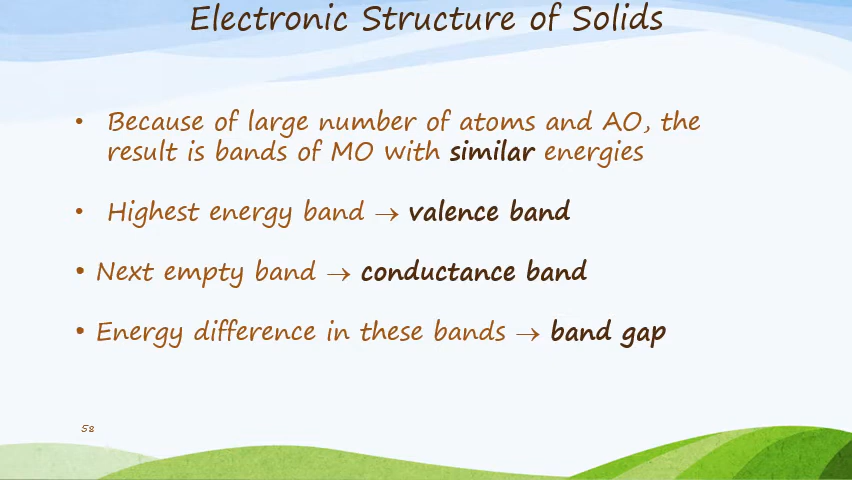 Electronic Structure of Solids
• Because of large number of atoms and AO, the
result is bands of MO with similar energies
• Highest energy band → valence band
• Next empty band → conductance band
• Energy difference in these bands → band gap
58